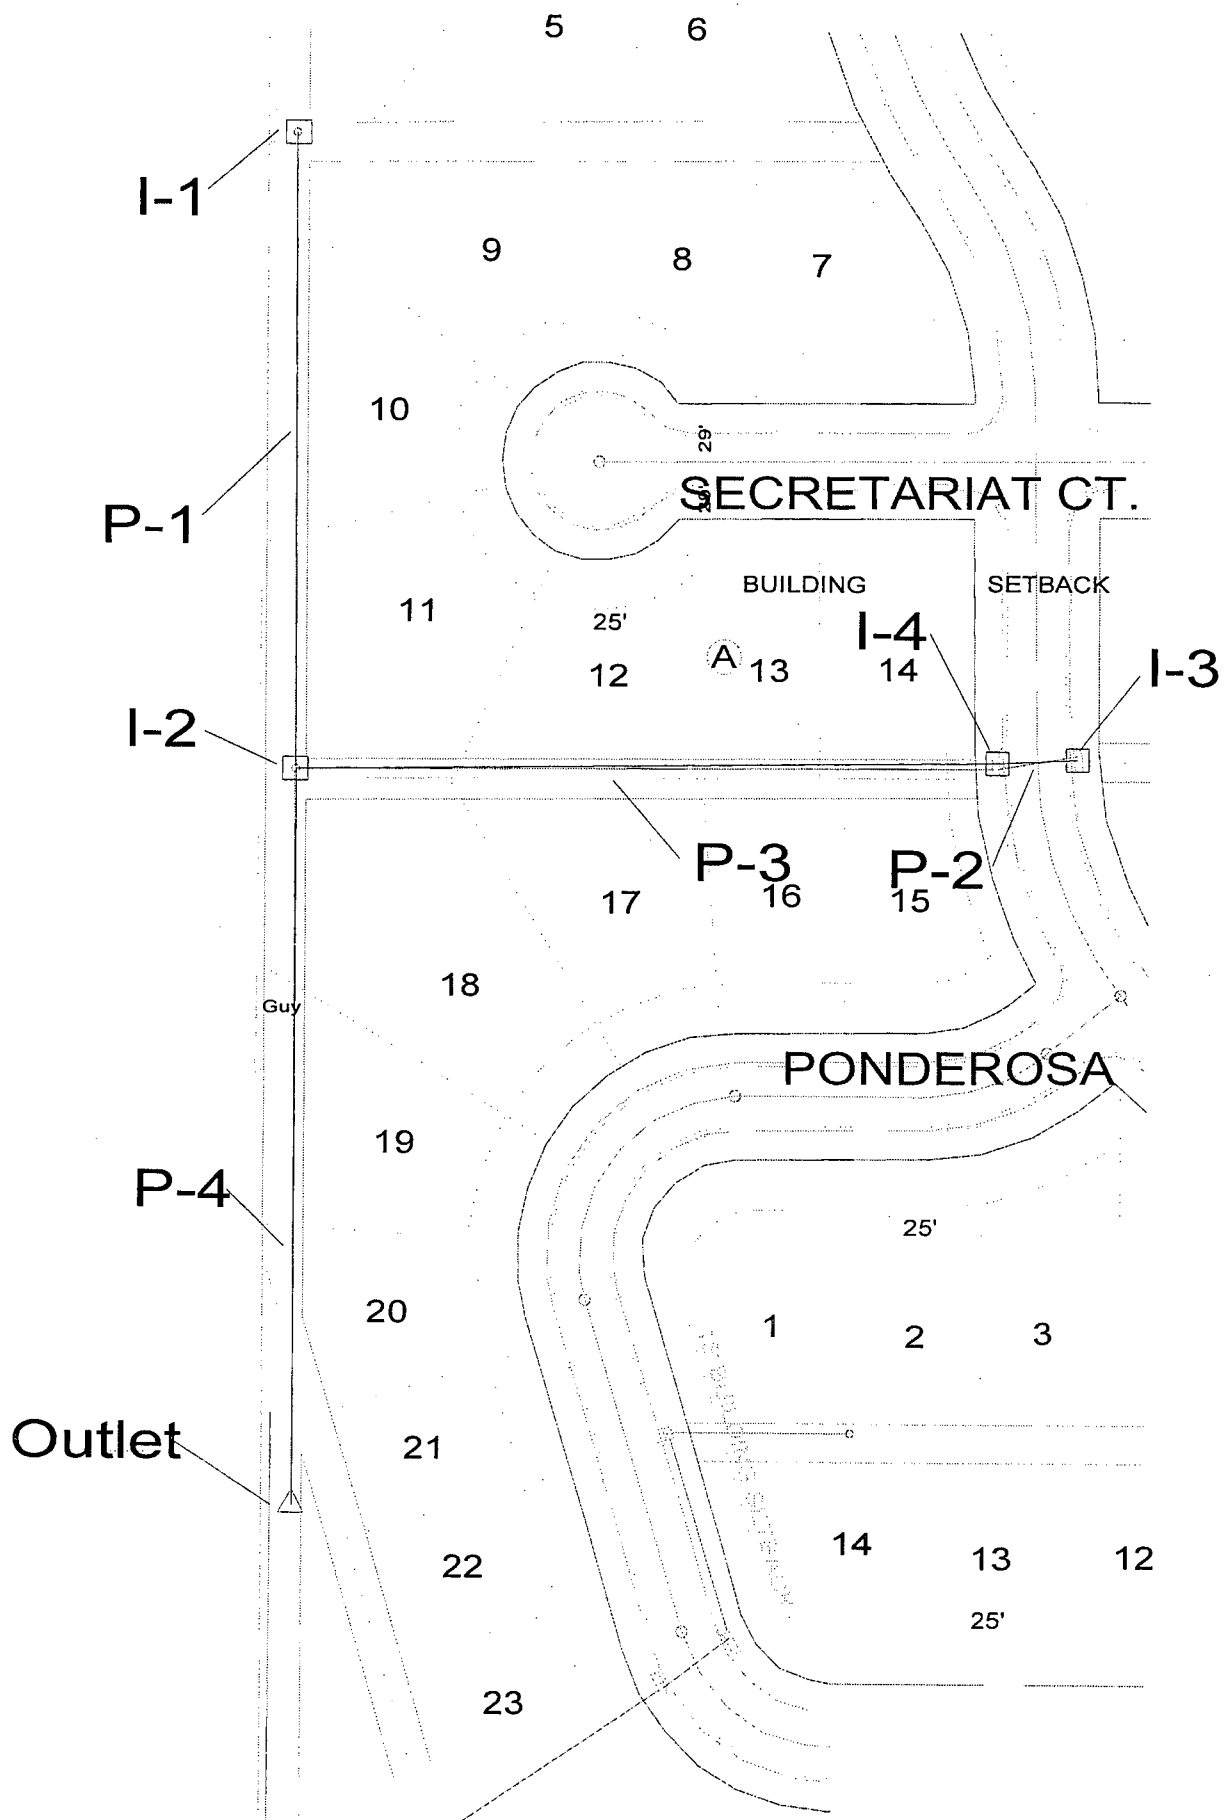 5 6
I-1
9 8 7
10
29'
P-1
SECRETARIAT CT.
BUILDING SETBACK
11
25'
I-4
A
12 13 14
I-3
I-2
P-3
P-2
17 16 15
18
Guy
PONDEROSA
19
P-4
25'
20
1 2 3
Outlet
21
14 13 12
22
25'
23